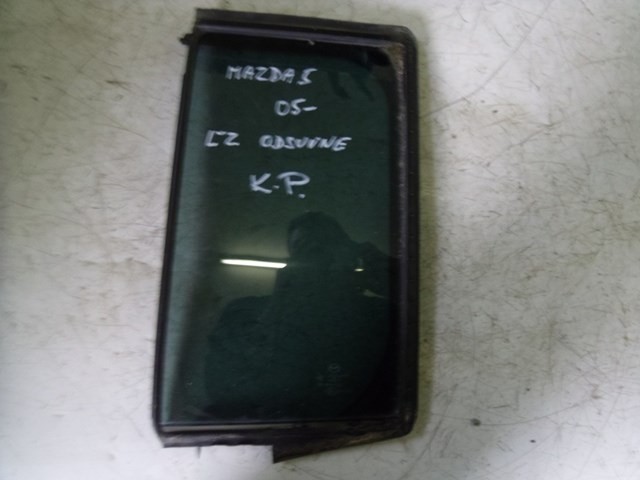 MAZDA 5
05-
LZ ODSUVNE
K.P.